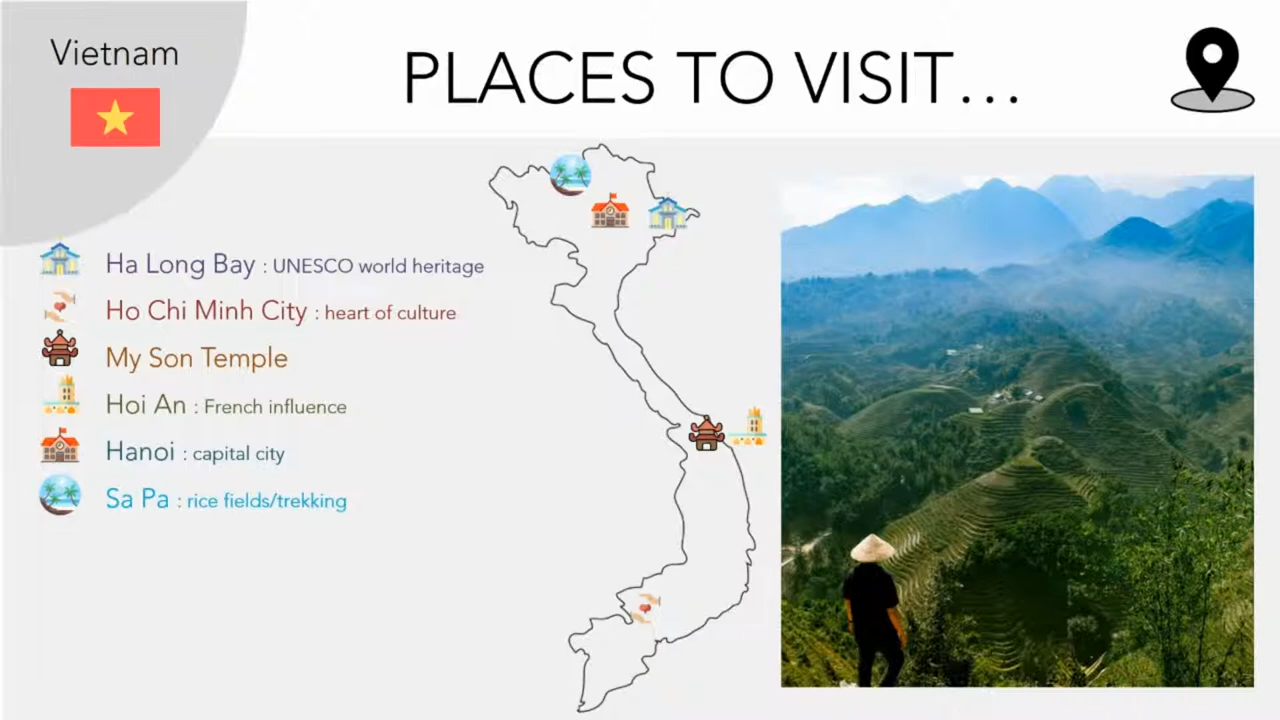 Vietnam
PLACES TO VISIT...
Ha Long Bay : UNESCO world heritage
Ho Chi Minh City : heart of culture
My Son Temple
Hoi An : French influence
Hanoi : capital city
Sa Pa : rice fields/trekking